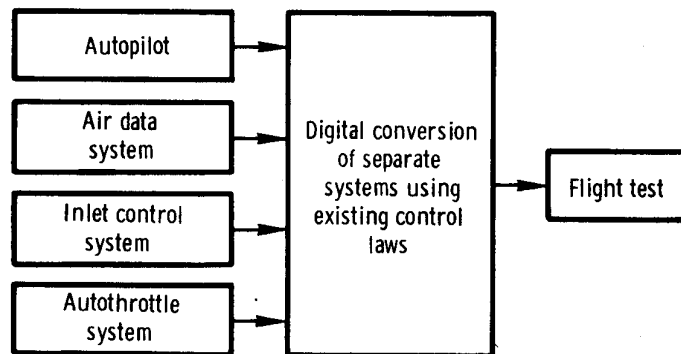 Autopilot
Air data
system
Inlet control
system
Autothrottle
system
Digital conversion
of separate
systems using
existing control
laws
Flight test